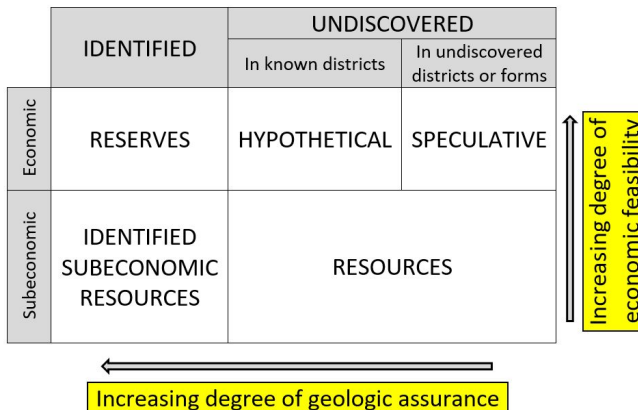 IDENTIFIED
UNDISCOVERED
In known districts
In undiscovered
districts or forms
Economic
RESERVES
HYPOTHETICAL
SPECULATIVE
Subeconomic
IDENTIFIED
SUBECONOMIC
RESOURCES
RESOURCES
Increasing degree of
economic feasibility
Increasing degree of geologic assurance